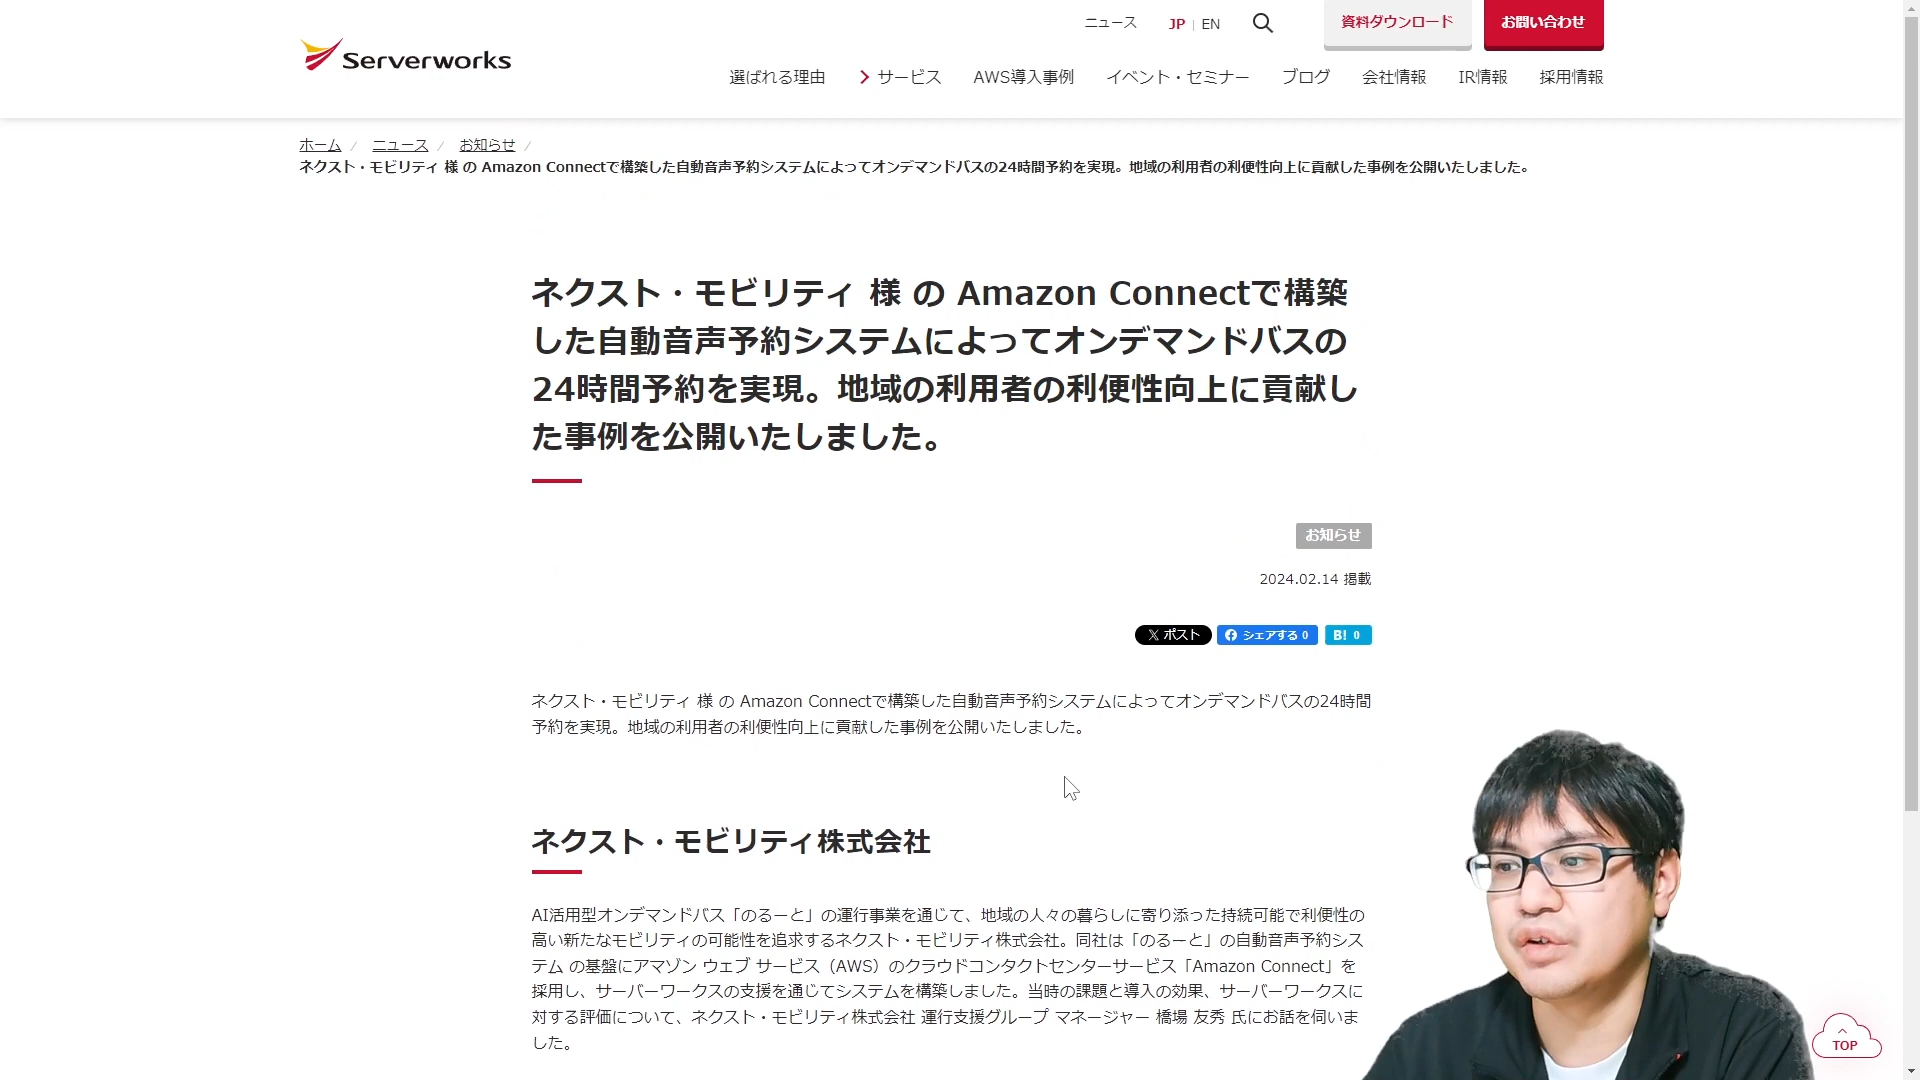 Serverworks
ニュース
JP | EN
資料ダウンロード
お問い合わせ
選ばれる理由
サービス
AWS導入事例
イベント・セミナー
ブログ
会社情報
IR情報
採用情報
ホーム / ニュース / お知らせ /
ネクスト・モビリティ 様 の Amazon Connectで構築した自動音声予約システムによってオンデマンドバスの24時間予約を実現。地域の利用者の利便性向上に貢献した事例を公開いたしました。
ネクスト・モビリティ 様 の Amazon Connectで構築
した自動音声予約システムによってオンデマンドバスの
24時間予約を実現。地域の利用者の利便性向上に貢献し
た事例を公開いたしました。
お知らせ
2024.02.14 掲載
X ポスト
シェアする 0
B! 0
ネクスト・モビリティ 様 の Amazon Connectで構築した自動音声予約システムによってオンデマンドバスの24時間
予約を実現。地域の利用者の利便性向上に貢献した事例を公開いたしました。
ネクスト・モビリティ株式会社
AI活用型オンデマンドバス「のるーと」の運行事業を通じて、地域の人々の暮らしに寄り添った持続可能で利便性の
高い新たなモビリティの可能性を追求するネクスト・モビリティ株式会社。同社は「のるーと」の自動音声予約シス
テム の基盤にアマゾン ウェブ サービス（AWS）のクラウドコンタクトセンターサービス「Amazon Connect」を
採用し、サーバーワークスの支援を通じてシステムを構築しました。当時の課題と導入の効果、サーバーワークスに
対する評価について、ネクスト・モビリティ株式会社 運行支援グループ マネージャー 橋場 友秀 氏にお話を伺いま
した。
TOP